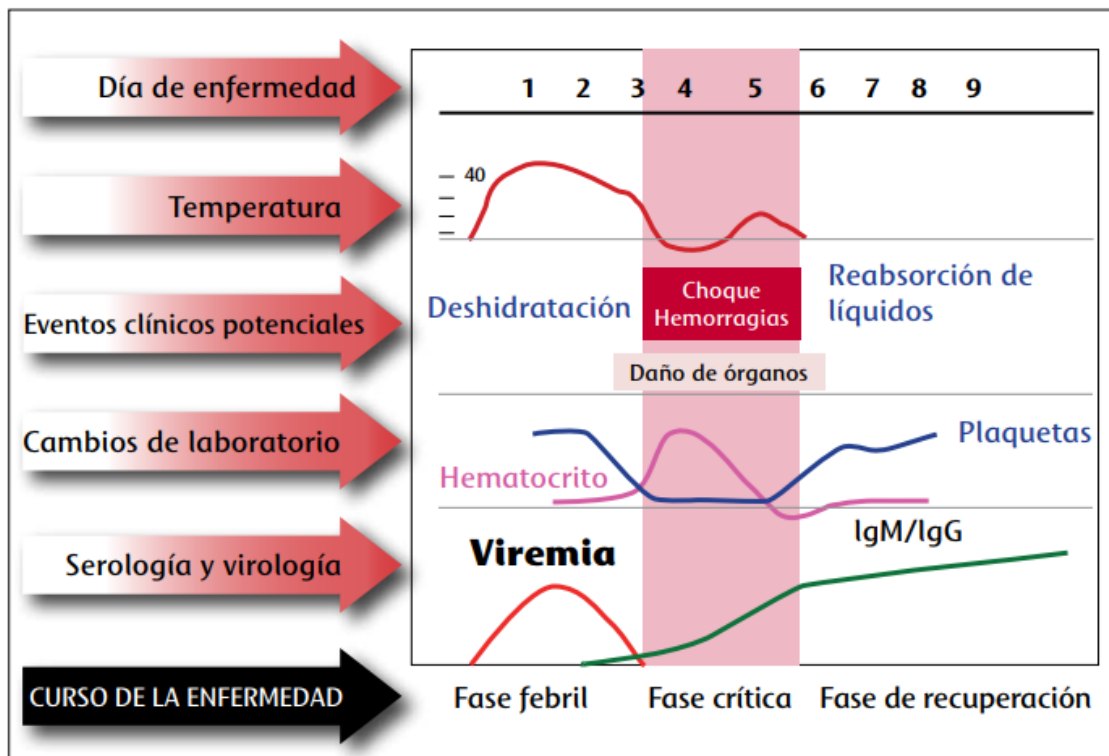 Día de enfermedad
1 2 3 4 5 6 7 8 9
Temperatura
40
Eventos clínicos potenciales
Deshidratación
Choque
Hemorragias
Reabsorción de
líquidos
Daño de órganos
Cambios de laboratorio
Hematocrito
Plaquetas
Serología y virología
Viremia
IgM/IgG
CURSO DE LA ENFERMEDAD
Fase febril
Fase crítica
Fase de recuperación